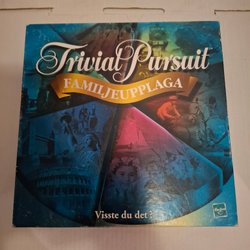 Trivial Pursuit
FAMILJEUPPLAGA
Visste du det?